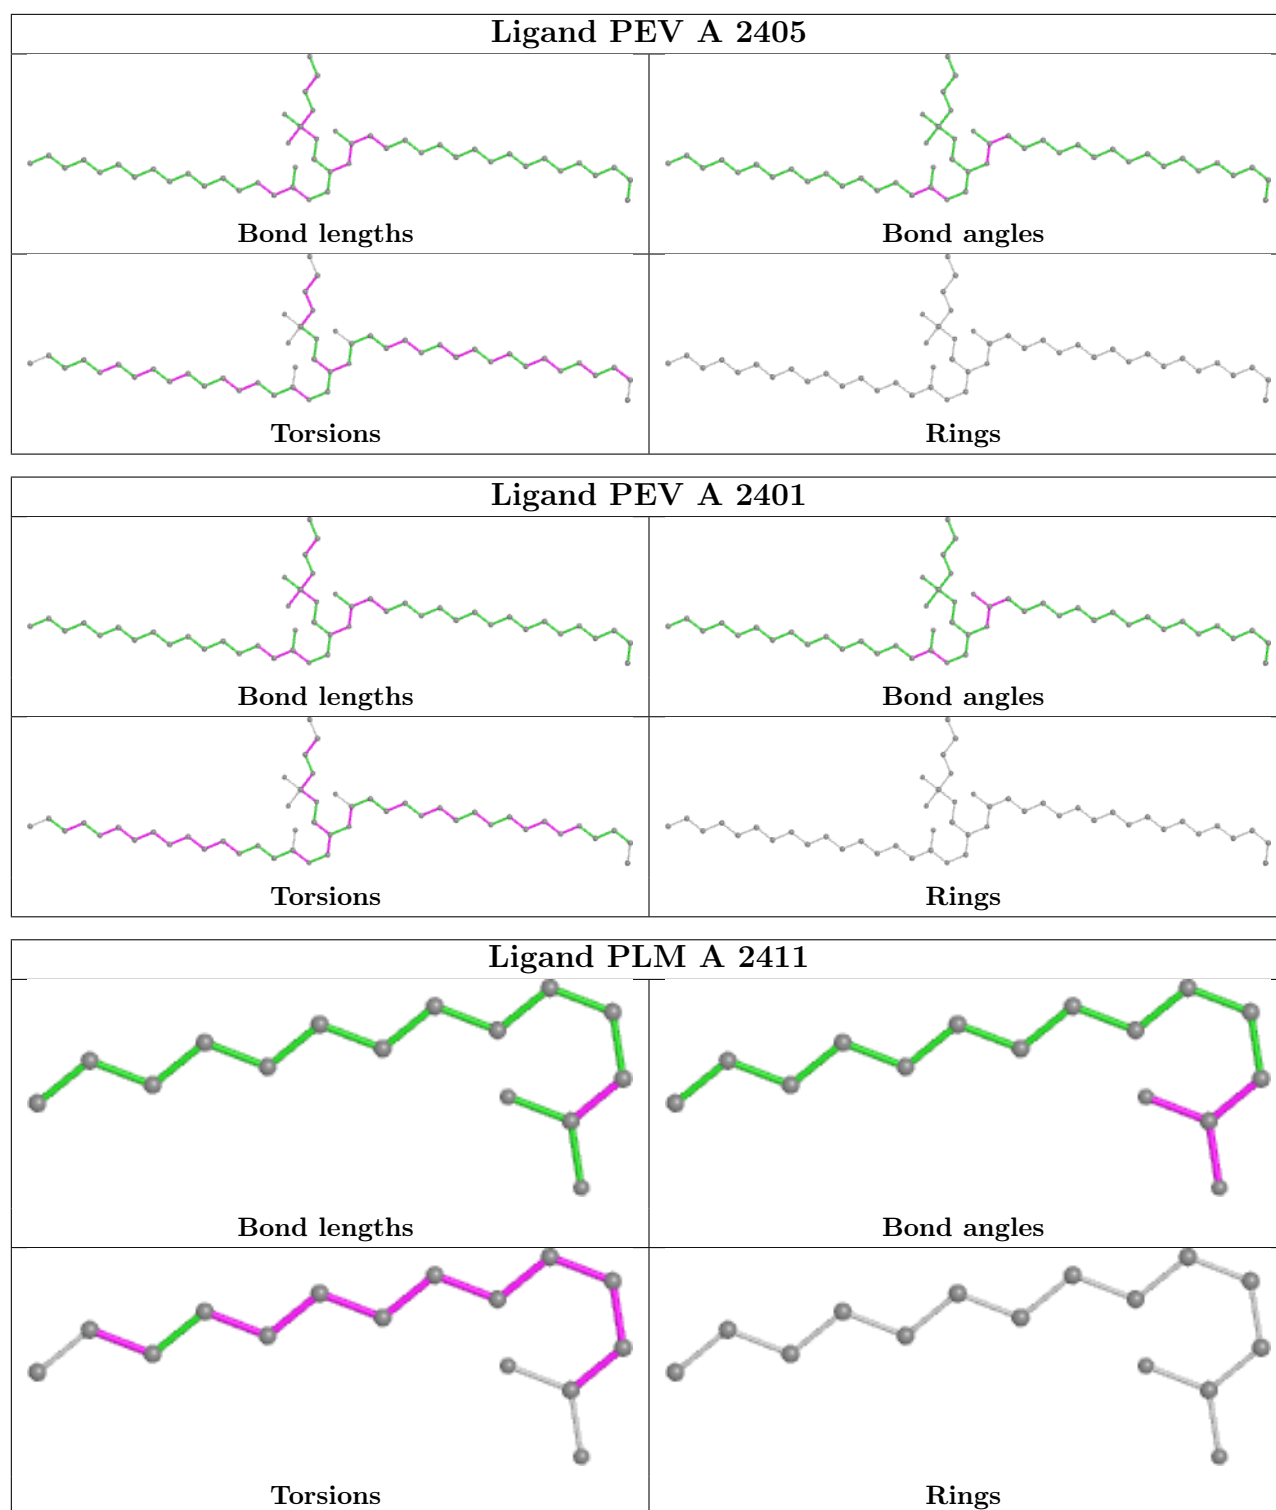 Ligand PEV A 2405
Bond lengths
Bond angles
Torsions
Rings
Ligand PEV A 2401
Bond lengths
Bond angles
Torsions
Rings
Ligand PLM A 2411
Bond lengths
Bond angles
Torsions
Rings